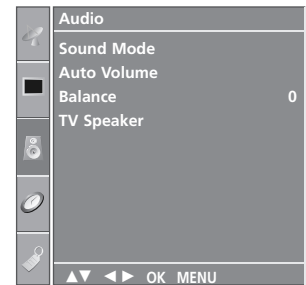 Audio
Sound Mode
Auto Volume
Balance 0
TV Speaker
▲▼ ◄► OK MENU